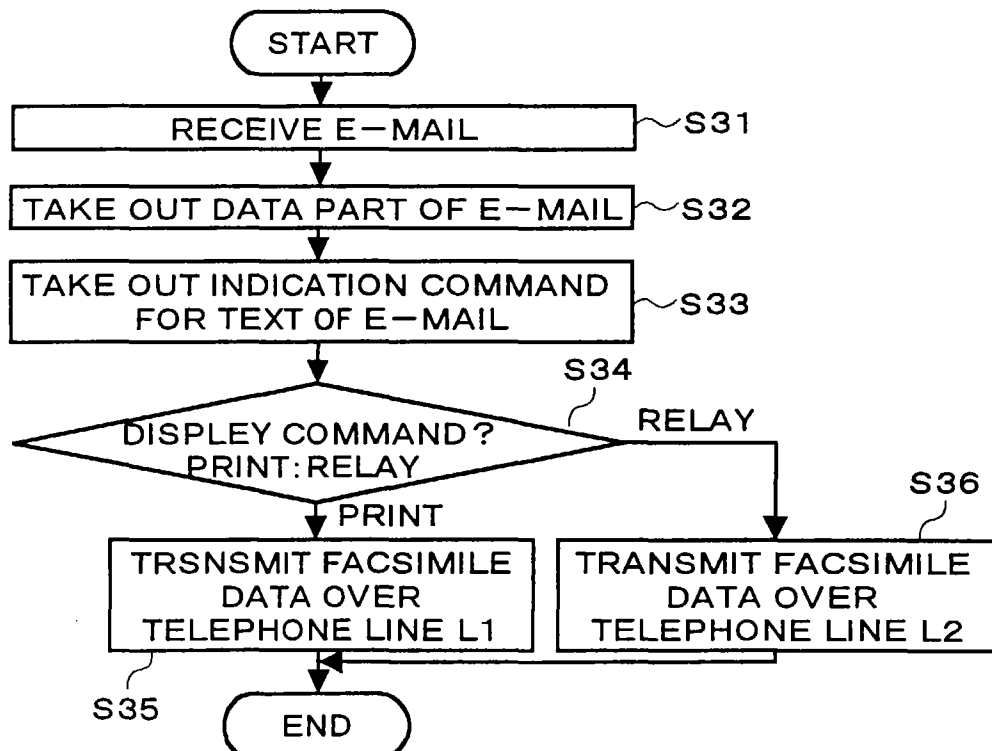 START
RECEIVE E-MAIL
S31
TAKE OUT DATA PART OF E-MAIL
S32
TAKE OUT INDICATION COMMAND
FOR TEXT OF E-MAIL
S33
S34
DISPLEY COMMAND?
PRINT:RELAY
RELAY
PRINT
S36
TRSNSMIT FACSIMILE
DATA OVER
TELEPHONE LINE L1
TRANSMIT FACSIMILE
DATA OVER
TELEPHONE LINE L2
S35
END